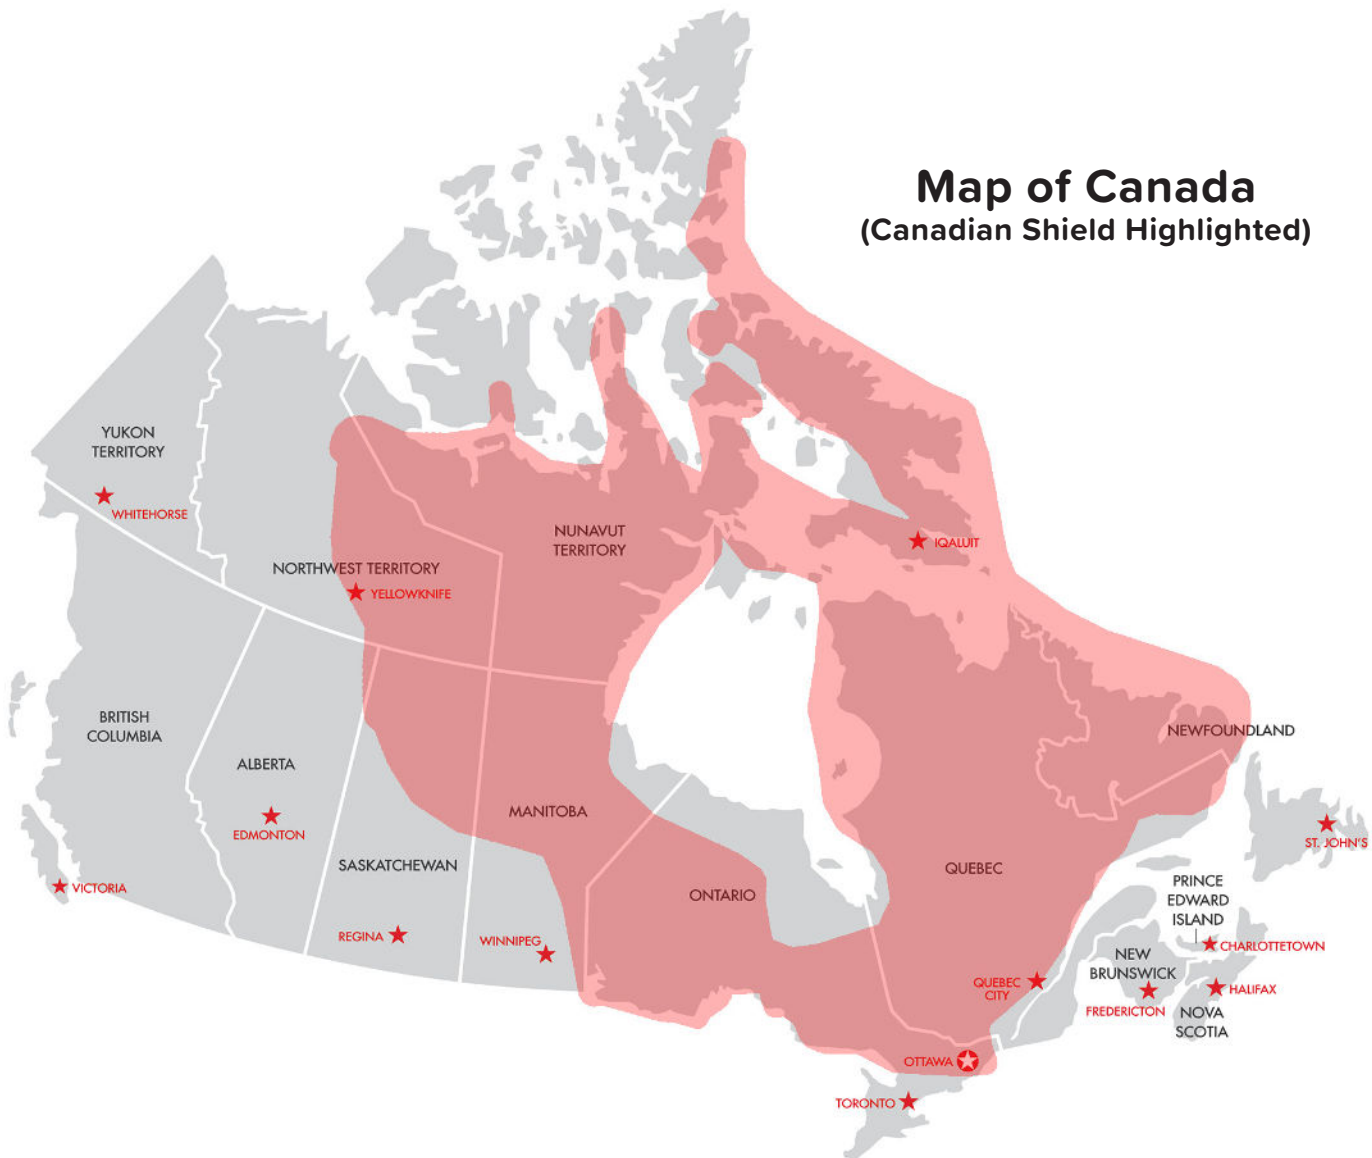 Map of Canada
(Canadian Shield Highlighted)
YUKON
TERRITORY
WHITEHORSE
NUNAVUT
TERRITORY
IQALUIT
NORTHWEST TERRITORY
YELLOWKNIFE
BRITISH
COLUMBIA
NEWFOUNDLAND
ALBERTA
MANITOBA
EDMONTON
ST. JOHN'S
SASKATCHEWAN
QUEBEC
VICTORIA
ONTARIO
PRINCE
EDWARD
ISLAND
REGINA
WINNIPEG
CHARLOTTETOWN
NEW
BRUNSWICK
QUEBEC
CITY
HALIFAX
FREDERICTON
NOVA
SCOTIA
OTTAWA
TORONTO